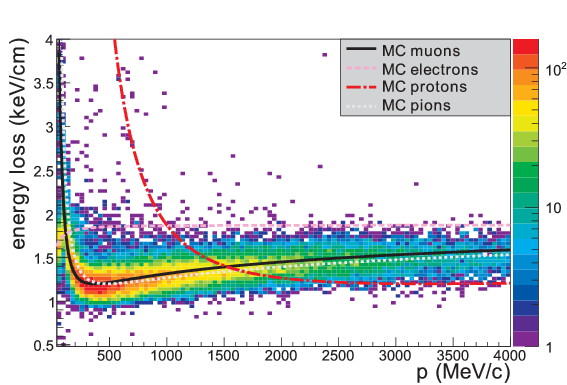 energy loss (keV/cm)
4
3.5
3
2.5
2
1.5
1
0.5
MC muons
MC electrons
MC protons
MC pions
10²
10
1
500 1000 1500 2000 2500 3000 3500 4000
p (MeV/c)